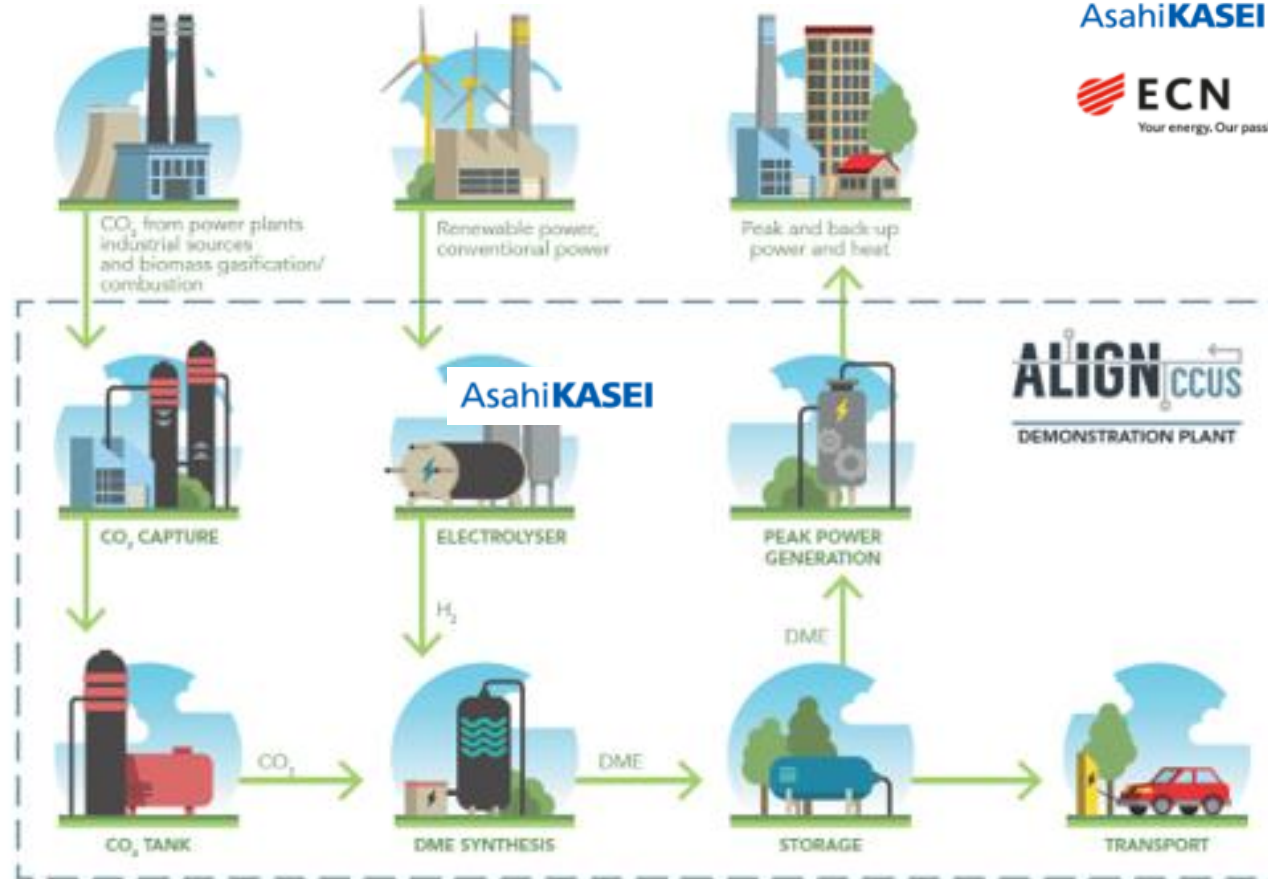 AsahiKASEI
ECN
Your energy. Our pass
CO₂ from power plants
industrial sources
and biomass gasification/
combustion
Renewable power,
conventional power
Peak and back-up
power and heat
AsahiKASEI
ALIGN CCUS
DEMONSTRATION PLANT
CO₂ CAPTURE
ELECTROLYSER
PEAK POWER
GENERATION
H₂
DME
CO₂
DME
CO₂ TANK
DME SYNTHESIS
STORAGE
TRANSPORT